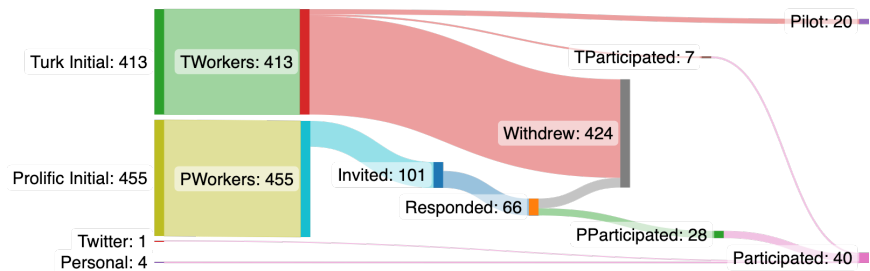 Pilot: 20
Turk Initial: 413
TWorkers: 413
TParticipated: 7
Withdrew: 424
Prolific Initial: 455
PWorkers: 455
Invited: 101
Responded: 66
PParticipated: 28
Twitter: 1
Personal: 4
Participated: 40